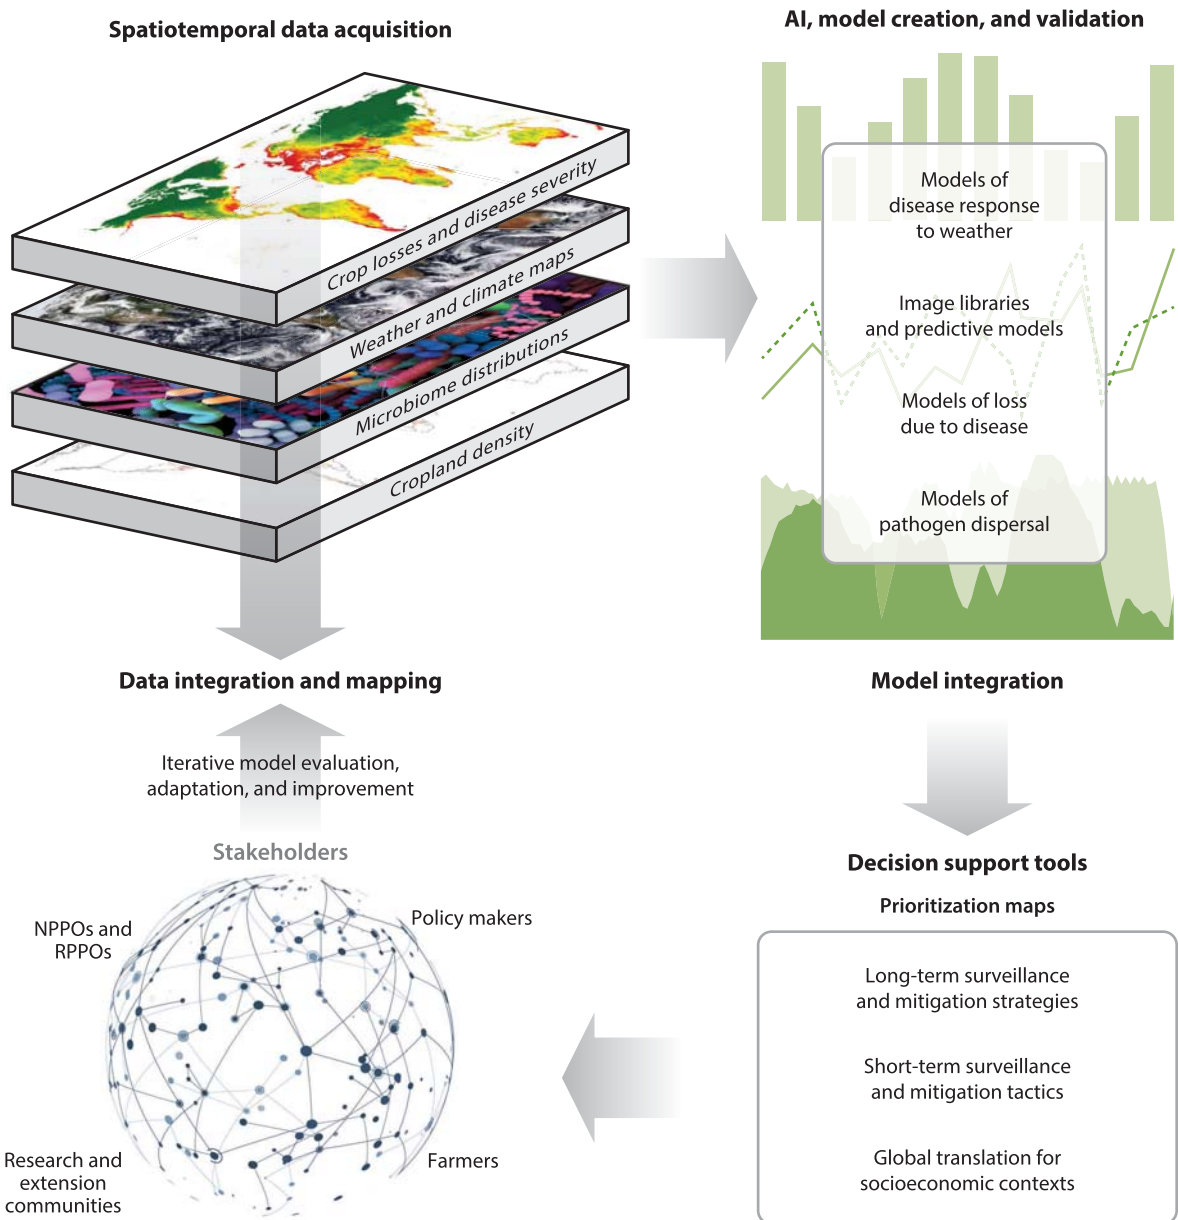 Spatiotemporal data acquisition
Crop losses and disease severity
Weather and climate maps
Microbiome distributions
Cropland density
Data integration and mapping
AI, model creation, and validation
Models of
disease response
to weather
Image libraries
and predictive models
Models of loss
due to disease
Models of
pathogen dispersal
Model integration
Decision support tools
Prioritization maps
Long-term surveillance
and mitigation strategies
Short-term surveillance
and mitigation tactics
Global translation for
socioeconomic contexts
Iterative model evaluation,
adaptation, and improvement
Stakeholders
NPPOs and
RPPOs
Policy makers
Research and
extension
communities
Farmers